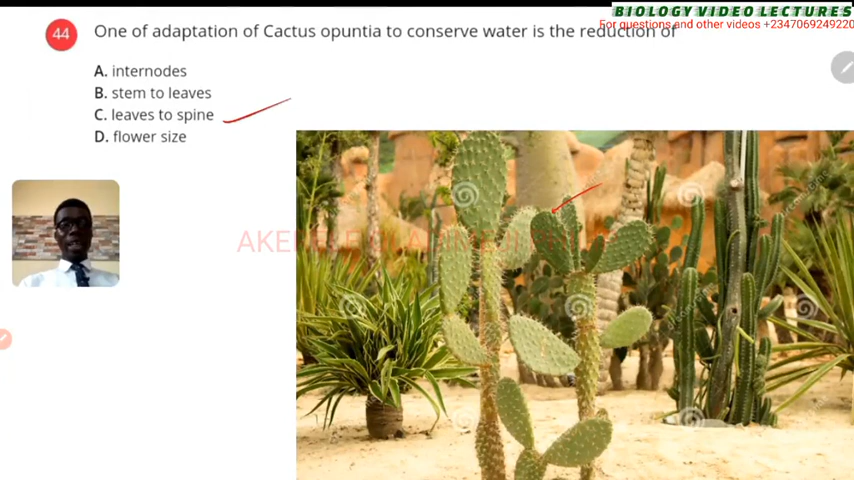 BIOLOGY VIDEO LECTURES
For questions and other videos +2347069249220
44 One of adaptation of Cactus opuntia to conserve water is the reduction of
A. internodes
B. stem to leaves
C. leaves to spine
D. flower size